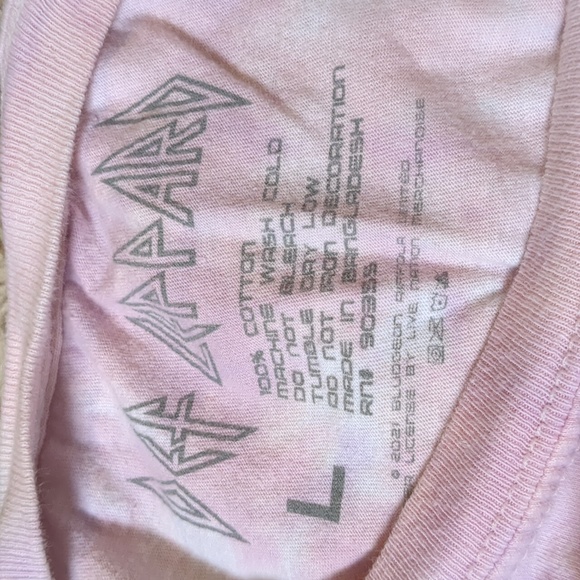 DEF LEPPARD
L
100% COTTON
MACHINE WASH COLD
DO NOT BLEACH
TUMBLE DRY LOW
DO NOT IRON DECORATION
MADE IN BANGLADESH
RN# 90355
© 2021 BLUDGEON RIFFOLA LIMITED
LICENSE BY LIVE NATION MERCHANDISE